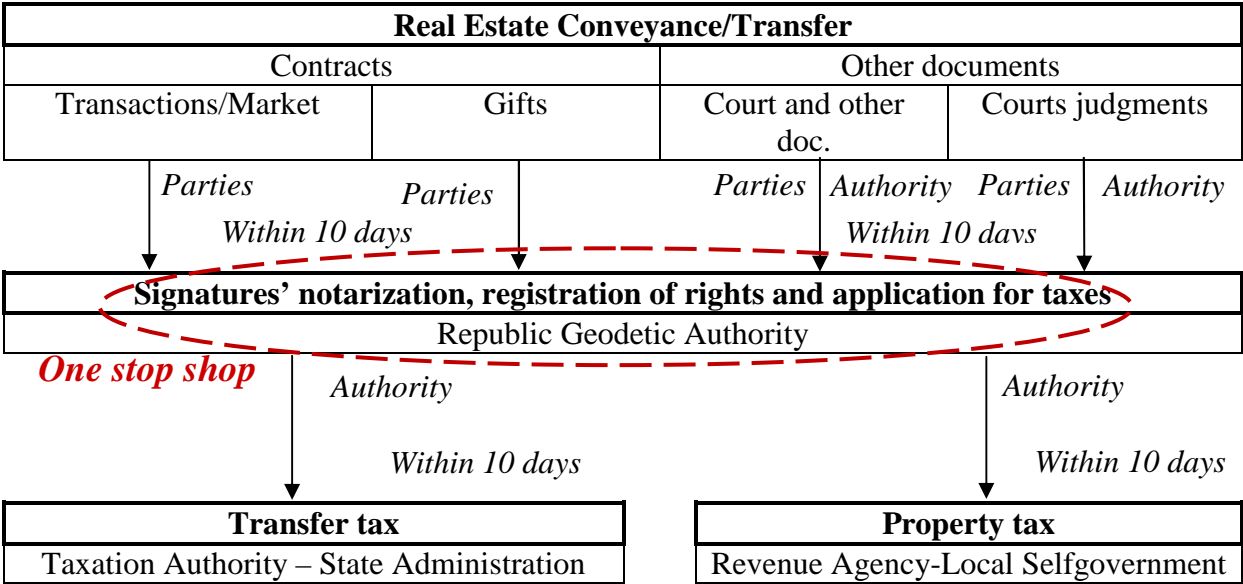 Real Estate Conveyance/Transfer
Contracts
Other documents
Transactions/Market
Gifts
Court and other
doc.
Courts judgments
Parties
Parties
Parties
Authority
Parties
Authority
Within 10 days
Within 10 days
Signatures’ notarization, registration of rights and application for taxes
Republic Geodetic Authority
One stop shop
Authority
Authority
Within 10 days
Within 10 days
Transfer tax
Taxation Authority – State Administration
Property tax
Revenue Agency-Local Selfgovernment